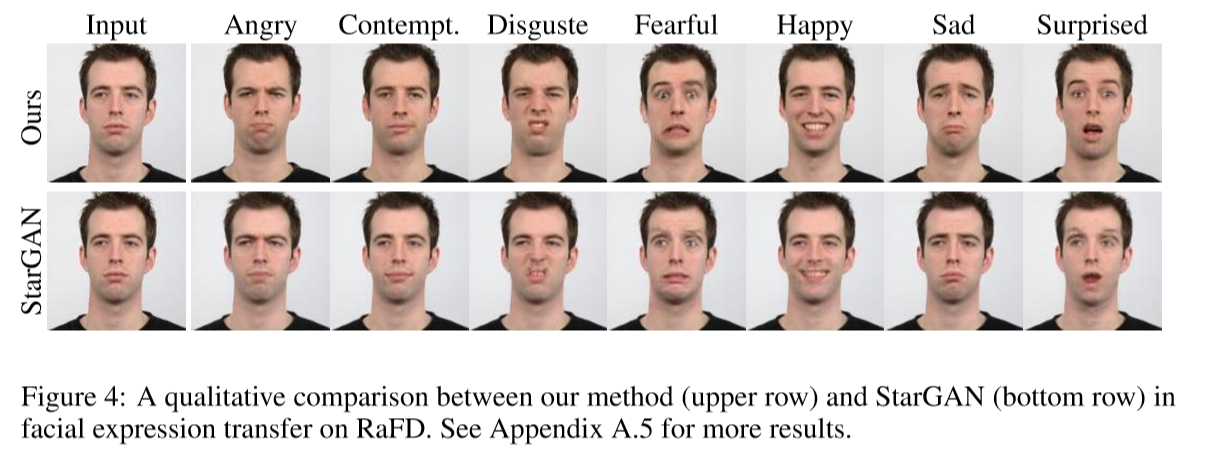 Input Angry Contempt. Disguste Fearful Happy Sad Surprised
Ours
StarGAN
Figure 4: A qualitative comparison between our method (upper row) and StarGAN (bottom row) in
facial expression transfer on RaFD. See Appendix A.5 for more results.